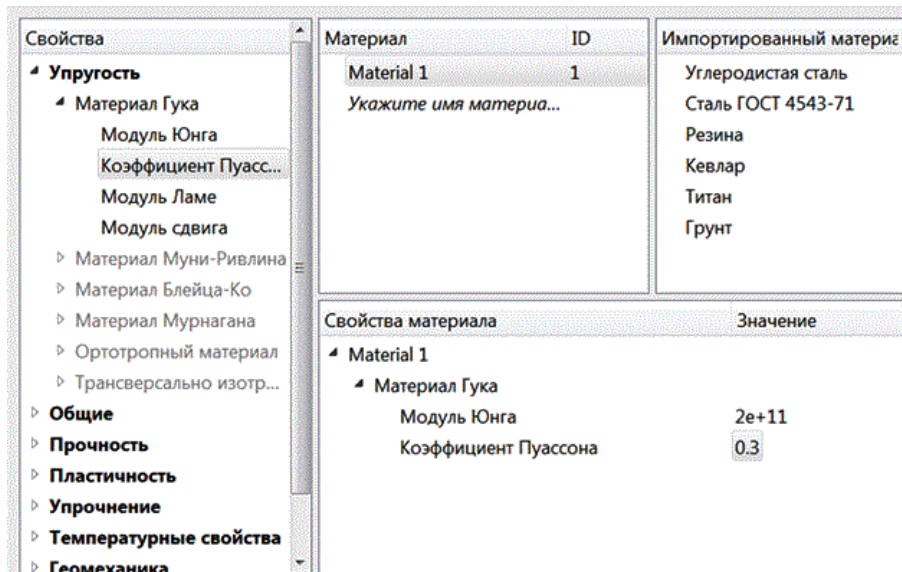 Свойства
Упругость
Материал Гука
Модуль Юнга
Коэффициент Пуасс...
Модуль Ламе
Модуль сдвига
Материал Муни-Ривлина
Материал Блейца-Ко
Материал Мурнагана
Ортотропный материал
Трансверсально изотр...
Общие
Прочность
Пластичность
Упрочнение
Температурные свойства
Геомеханика
Материал ID
Material 1 1
Укажите имя материа...
Импортированный материа
Углеродистая сталь
Сталь ГОСТ 4543-71
Резина
Кевлар
Титан
Грунт
Свойства материала Значение
Material 1
Материал Гука
Модуль Юнга 2e+11
Коэффициент Пуассона 0.3